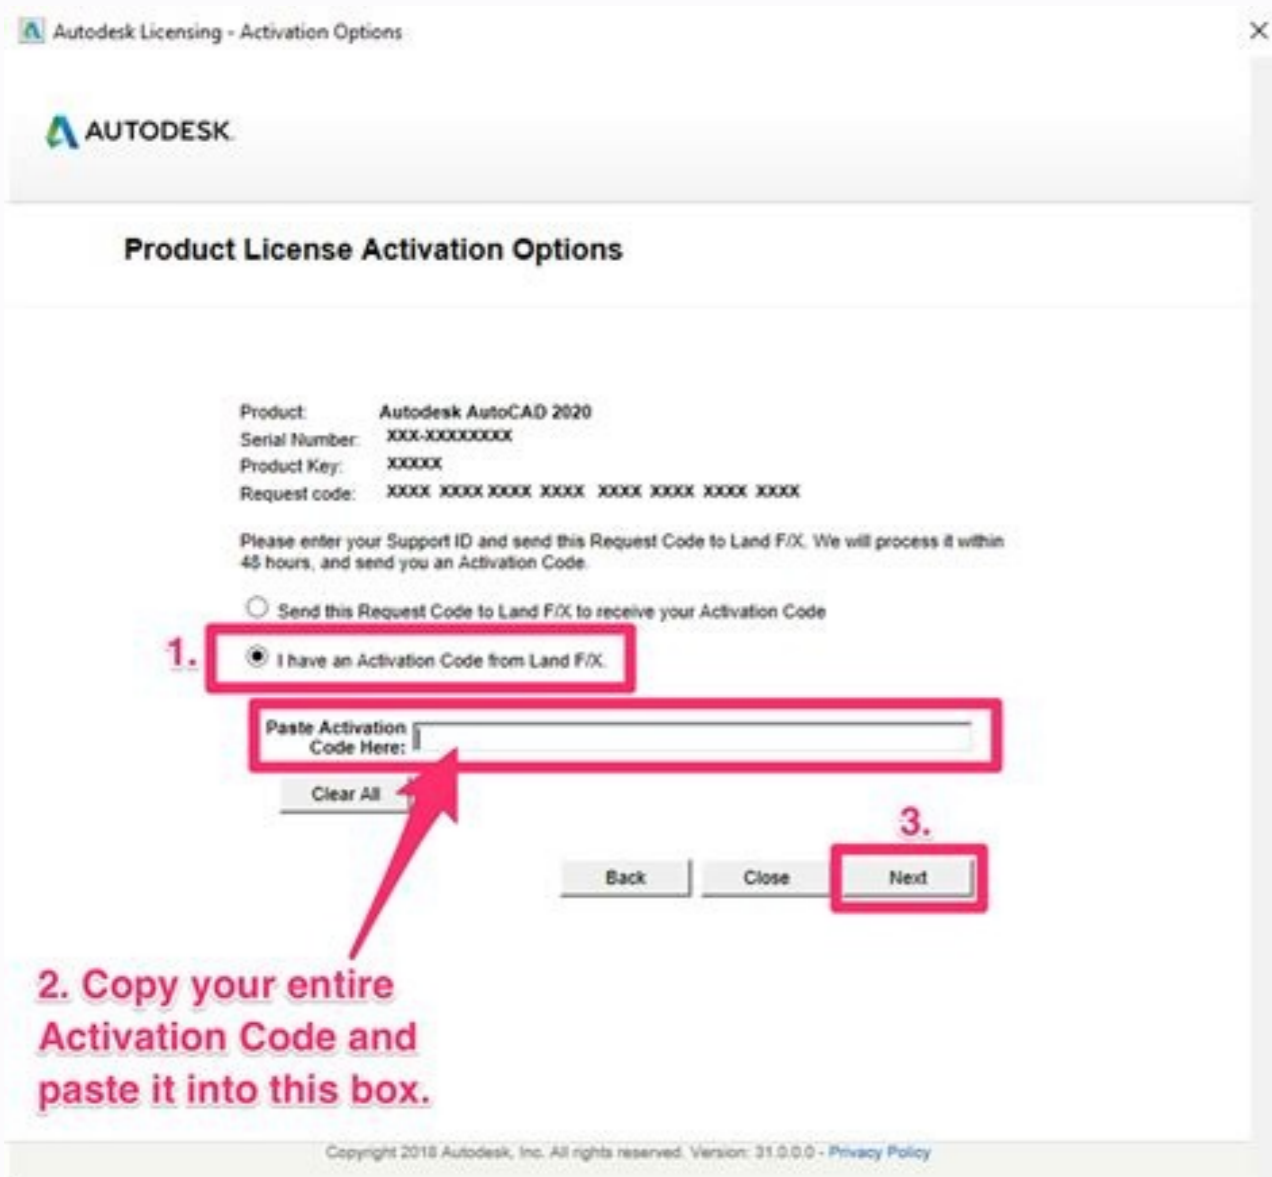 Autodesk Licensing - Activation Options
AUTODESK.
Product License Activation Options
Product: Autodesk AutoCAD 2020
Serial Number: XXX-XXXXXXXX
Product Key: XXXXX
Request code: XXXX XXXX XXXX XXXX XXXX XXXX XXXX XXXX
Please enter your Support ID and send this Request Code to Land F/X. We will process it within
48 hours, and send you an Activation Code.
Send this Request Code to Land F/X to receive your Activation Code
1.
I have an Activation Code from Land F/X.
Paste Activation
Code Here:
Clear All
3.
Back Close Next
2. Copy your entire
Activation Code and
paste it into this box.
Copyright 2018 Autodesk, Inc. All rights reserved. Version: 31.0.0.0 - Privacy Policy